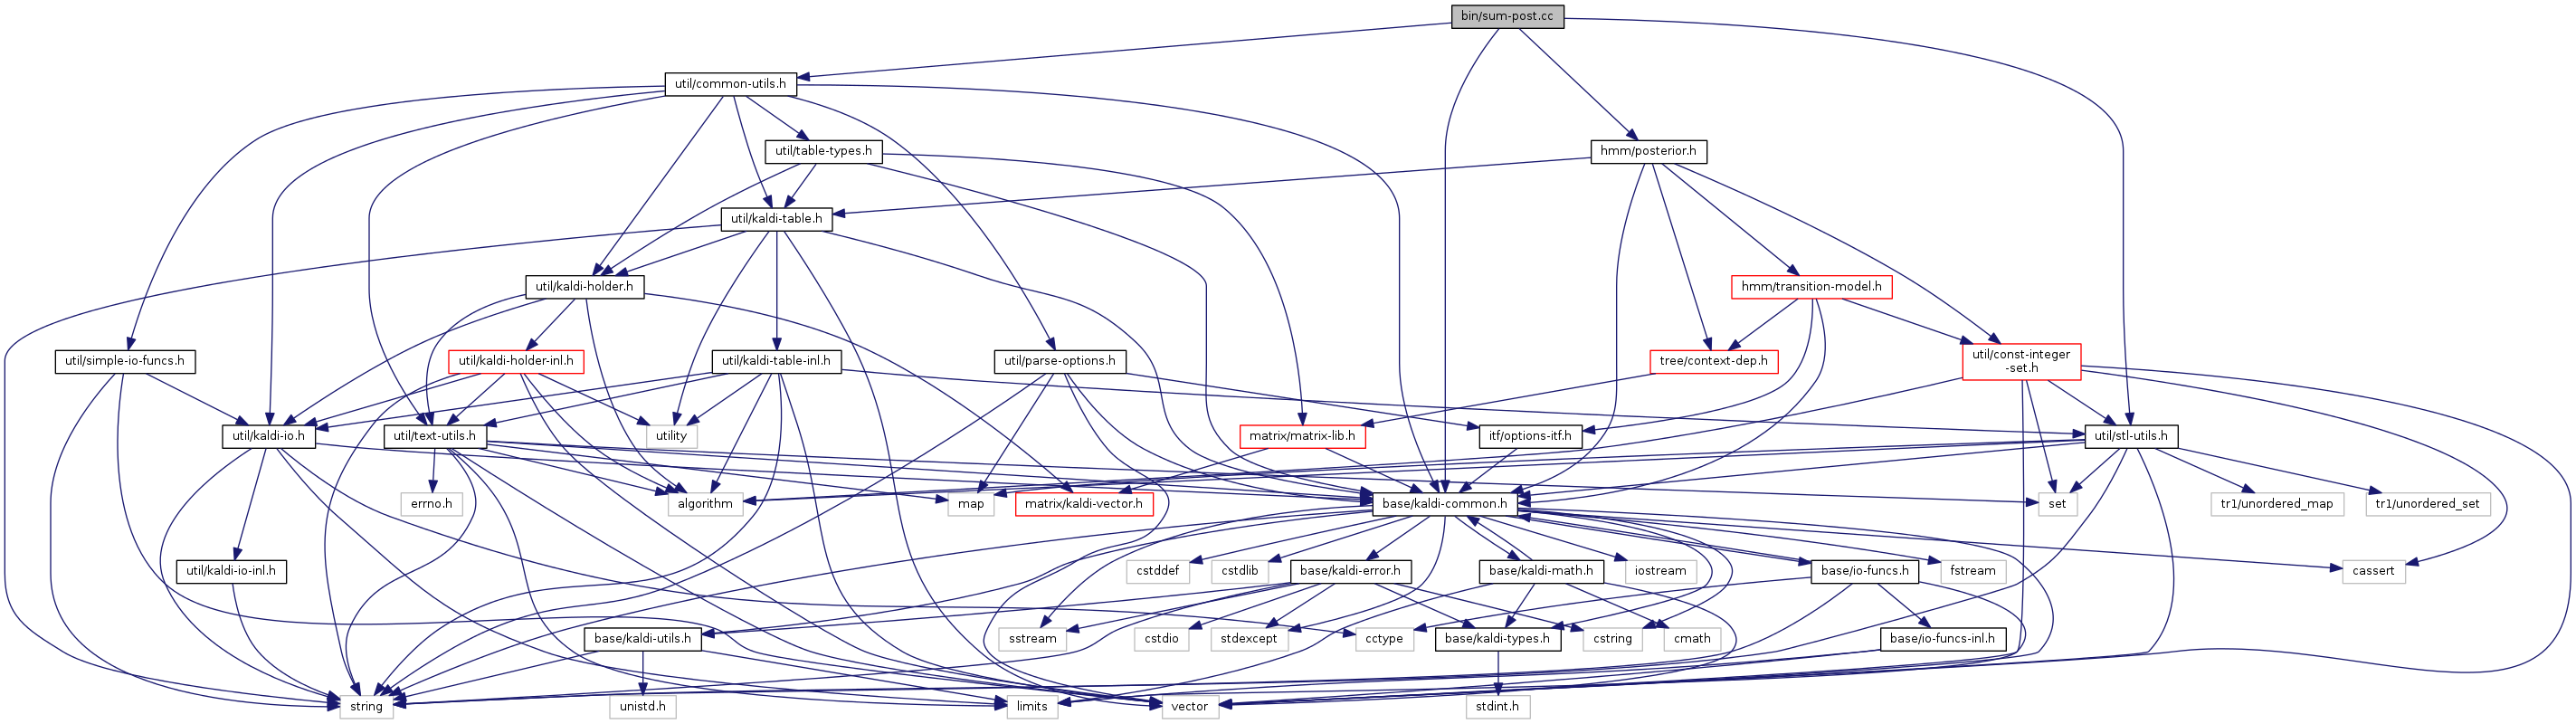 bin/sum-post.cc
util/common-utils.h
util/table-types.h
hmm/posterior.h
util/kaldi-table.h
util/kaldi-holder.h
hmm/transition-model.h
util/simple-io-funcs.h
util/kaldi-holder-inl.h
util/kaldi-table-inl.h
util/parse-options.h
tree/context-dep.h
util/const-integer
-set.h
util/kaldi-io.h
util/text-utils.h
utility
matrix/matrix-lib.h
itf/options-itf.h
util/stl-utils.h
errno.h
algorithm
map
matrix/kaldi-vector.h
base/kaldi-common.h
set
tr1/unordered_map
tr1/unordered_set
util/kaldi-io-inl.h
cstddef
cstdlib
base/kaldi-error.h
base/kaldi-math.h
iostream
base/io-funcs.h
fstream
cassert
base/kaldi-utils.h
sstream
cstdio
stdexcept
cctype
base/kaldi-types.h
cstring
cmath
base/io-funcs-inl.h
string
unistd.h
limits
vector
stdint.h